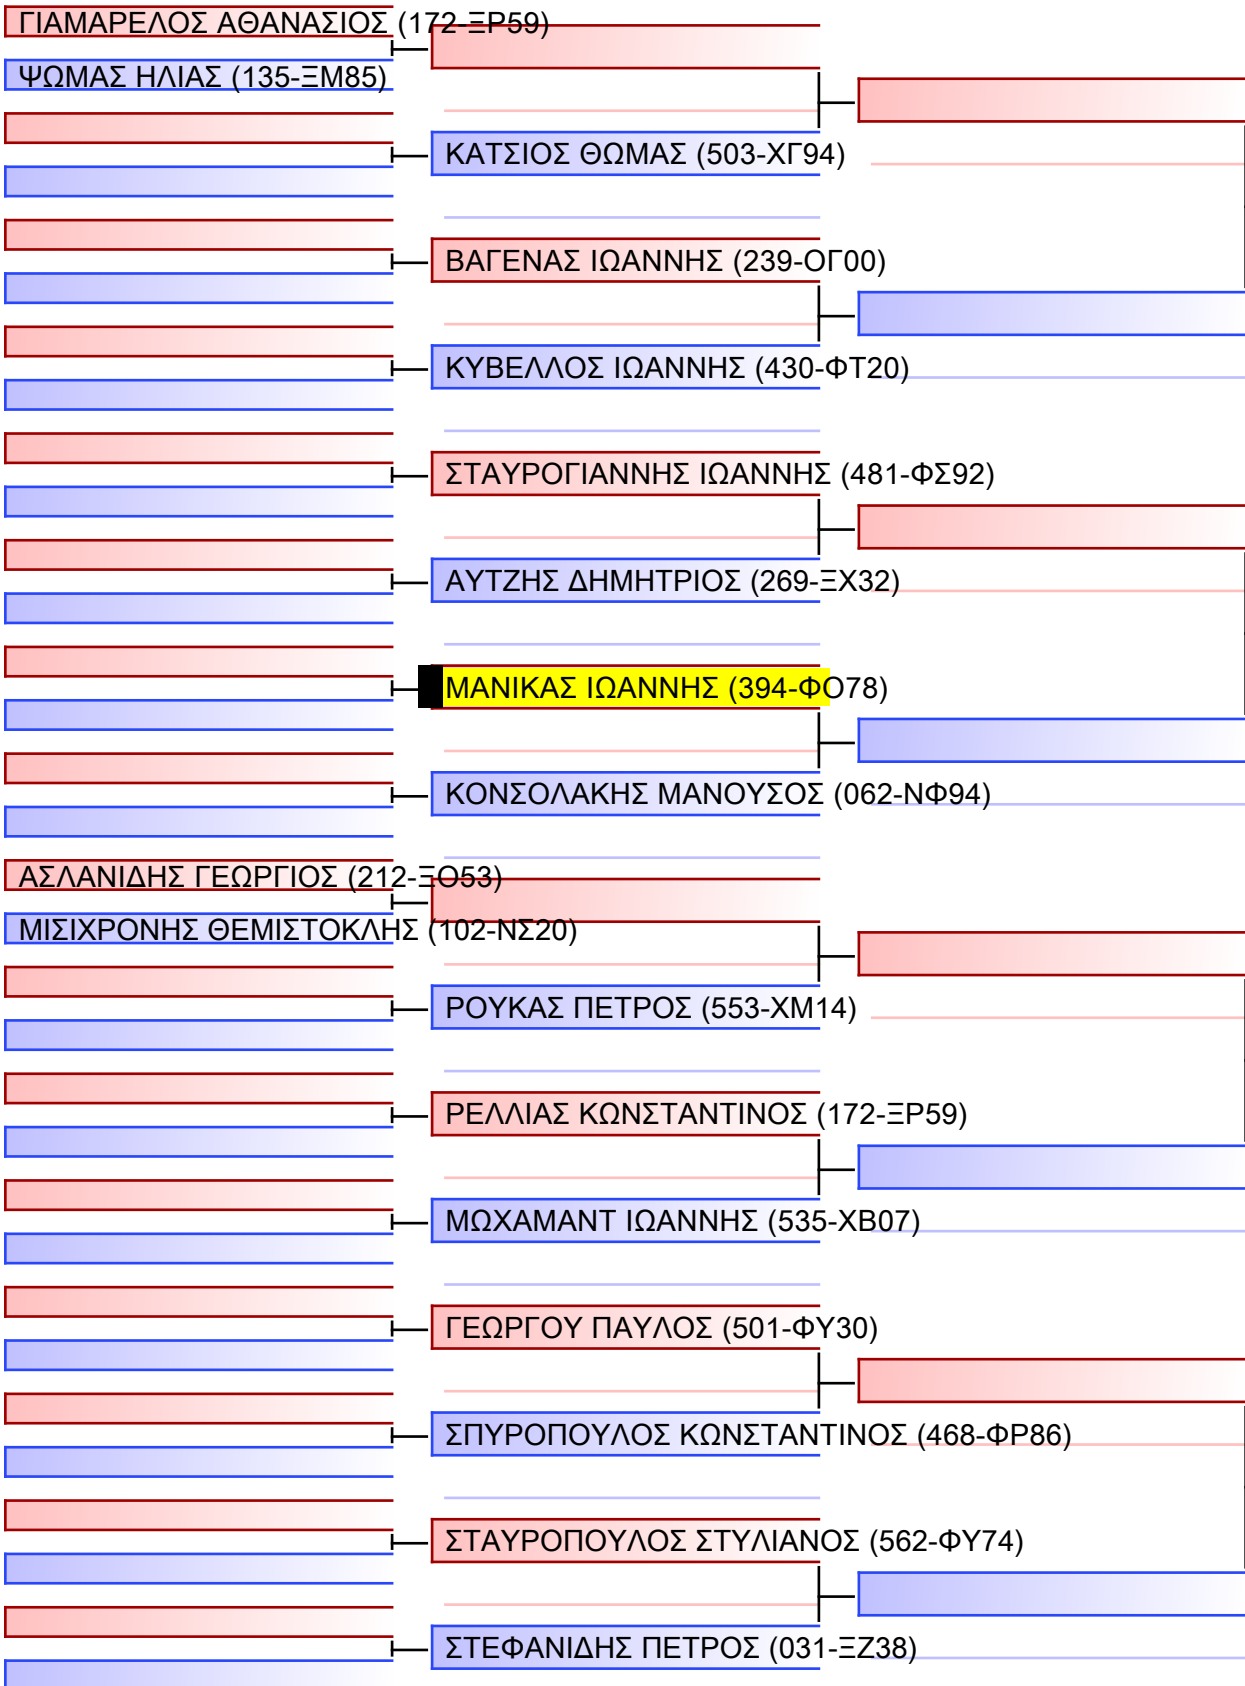 ΓΙΑΜΑΡΕΛΟΣ ΑΘΑΝΑΣΙΟΣ (172-ΞΡ59)
ΨΩΜΑΣ ΗΛΙΑΣ (135-ΞΜ85)
ΚΑΤΣΙΟΣ ΘΩΜΑΣ (503-ΧΓ94)
ΒΑΓΕΝΑΣ ΙΩΑΝΝΗΣ (239-ΟΓ00)
ΚΥΒΕΛΛΟΣ ΙΩΑΝΝΗΣ (430-ΦΤ20)
ΣΤΑΥΡΟΓΙΑΝΝΗΣ ΙΩΑΝΝΗΣ (481-ΦΣ92)
ΑΥΤΖΗΣ ΔΗΜΗΤΡΙΟΣ (269-ΞΧ32)
ΜΑΝΙΚΑΣ ΙΩΑΝΝΗΣ (394-ΦΟ78)
ΚΟΝΣΟΛΑΚΗΣ ΜΑΝΟΥΣΟΣ (062-ΝΦ94)
ΑΣΛΑΝΙΔΗΣ ΓΕΩΡΓΙΟΣ (212-ΞΟ53)
ΜΙΣΙΧΡΟΝΗΣ ΘΕΜΙΣΤΟΚΛΗΣ (102-ΝΣ20)
ΡΟΥΚΑΣ ΠΕΤΡΟΣ (553-ΧΜ14)
ΡΕΛΛΙΑΣ ΚΩΝΣΤΑΝΤΙΝΟΣ (172-ΞΡ59)
ΜΩΧΑΜΑΝΤ ΙΩΑΝΝΗΣ (535-ΧΒ07)
ΓΕΩΡΓΟΥ ΠΑΥΛΟΣ (501-ΦΥ30)
ΣΠΥΡΟΠΟΥΛΟΣ ΚΩΝΣΤΑΝΤΙΝΟΣ (468-ΦΡ86)
ΣΤΑΥΡΟΠΟΥΛΟΣ ΣΤΥΛΙΑΝΟΣ (562-ΦΥ74)
ΣΤΕΦΑΝΙΔΗΣ ΠΕΤΡΟΣ (031-ΞΖ38)